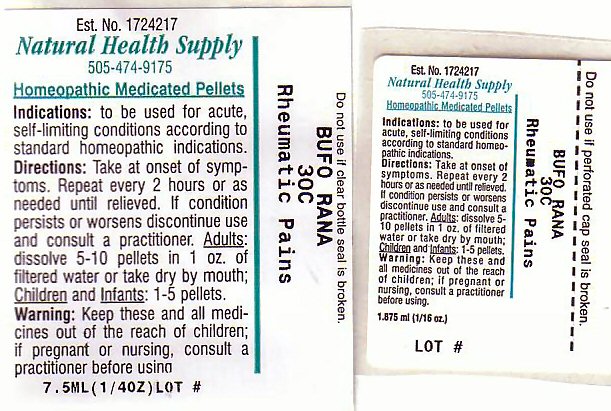 Est. No. 1724217
Natural Health Supply
505-474-9175
Homeopathic Medicated Pellets
Indications: to be used for acute,
self-limiting conditions according to
standard homeopathic indications.
Directions: Take at onset of symp-
toms. Repeat every 2 hours or as
needed until relieved. If condition
persists or worsens discontinue use
and consult a practitioner. Adults:
dissolve 5-10 pellets in 1 oz. of
filtered water or take dry by mouth;
Children and Infants: 1-5 pellets.
Warning: Keep these and all medi-
cines out of the reach of children;
if pregnant or nursing, consult a
practitioner before using
7.5ML(1/4OZ)LOT #
Do not use if clear bottle seal is broken.
BUFO RANA
30C
Rheumatic Pains
Est. No. 1724217
Natural Health Supply
505-474-9175
Homeopathic Medicated Pellets
Indications: to be used for
acute, self-limiting conditions
according to standard homeo-
pathic indications.
Directions: Take at onset of
symptoms. Repeat every 2
hours or as needed until relieved.
If condition persists or worsens
discontinue use and consult a
practitioner. Adults: dissolve 5-
10 pellets in 1 oz. of filtered
water or take dry by mouth;
Children and Infants: 1-5 pellets.
Warning: Keep these and
all medicines out of the reach
of children; if pregnant or
nursing, consult a practitioner
before using.
1.875 ml (1/16 oz.)
LOT #
Do not use if perforated cap seal is broken.
BUFO RANA
30C
Rheumatic Pains